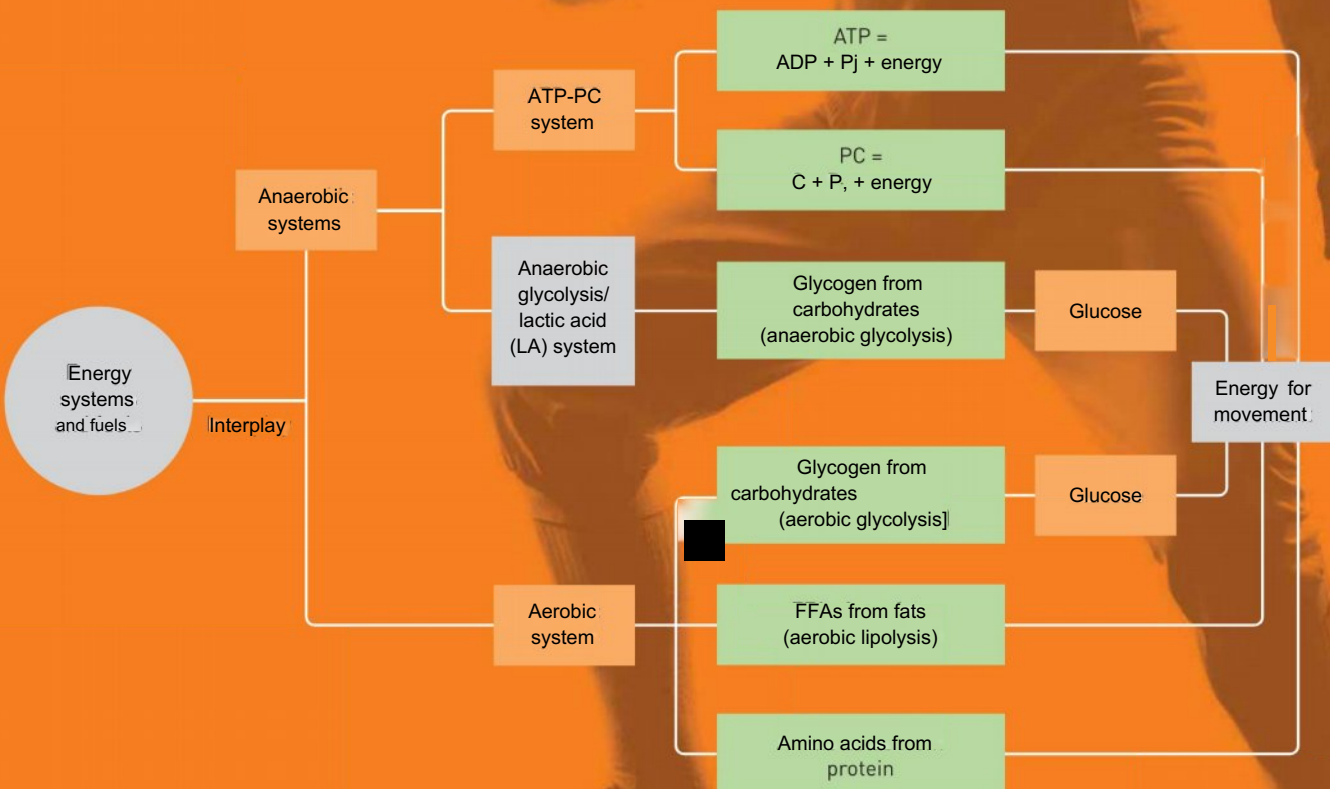 ATP =
ADP + Pj + energy
ATP-PC
system
PC =
C + P, + energy
Anaerobic
systems
Anaerobic
glycolysis/
lactic acid
(LA) system
Glycogen from
carbohydrates
(anaerobic glycolysis)
Glucose
Energy
systems
and fuels
Interplay
Energy for
movement
Glycogen from
carbohydrates
(aerobic glycolysis]
Glucose
Aerobic
system
FFAs from fats
(aerobic lipolysis)
Amino acids from
protein